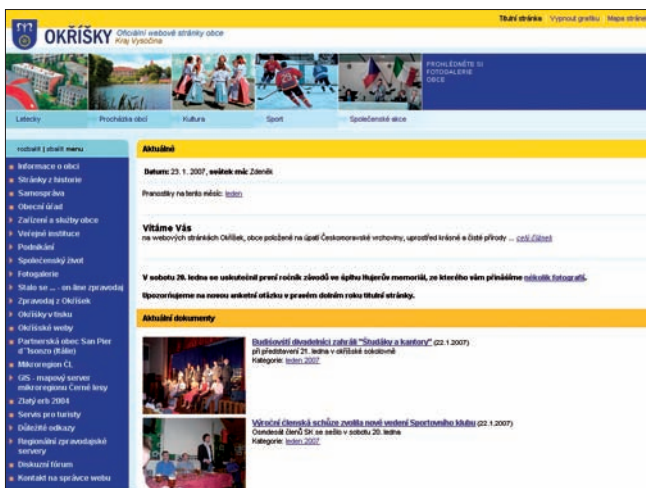 Titulní stránka Vypnout grafiku Mapa stránek
OKŘÍŠKY Oficiální webové stránky obce
Kraj Vysočina
PROHLÉDNĚTE SI
FOTOGALERIE
OBCE
Letecky Procházka obcí Kultura Sport Společenské akce
rozbalit | zbalit menu
Informace o obci
Stránky z historie
Samospráva
Obecní úřad
Zařízení a služby obce
Veřejné instituce
Podnikání
Společenský život
Fotogalerie
Stalo se ... - on-line zpravodaj
Zpravodaj z Okříšek
Okříšky v tisku
Okříšské weby
Partnerská obec San Pier
d´Isonzo (Itálie)
Mikroregion ČL
GIS - mapový server
mikroregionu Černé lesy
Zlatý erb 2004
Servis pro turisty
Důležité odkazy
Regionální zpravodajské
servery
Diskuzní fórum
Kontakt na správce webu
Aktuálně
Datum: 23. 1. 2007, svátek má: Zdeněk
Pranostiky na tento měsíc: leden
Vítáme Vás
na webových stránkách Okříšek, obce položené na úpatí Českomoravské vrchoviny, uprostřed krásné a čisté přírody ... celý článek
V sobotu 20. ledna se uskutečnil první ročník závodů ve šplhu Hujerův memoriál, ze kterého vám přinášíme několik fotografií.
Upozorňujeme na novou anketní otázku v pravém dolním rohu titulní stránky.
Aktuální dokumenty
Budišovští divadelníci zahráli "Študáky a kantory" (22.1.2007)
při představení 21. ledna v okříšské sokolovně
Kategorie: leden 2007
Výroční členská schůze zvolila nové vedení Sportovního klubu (22.1.2007)
Osmdesát členů SK se sešlo v sobotu 20. ledna
Kategorie: leden 2007